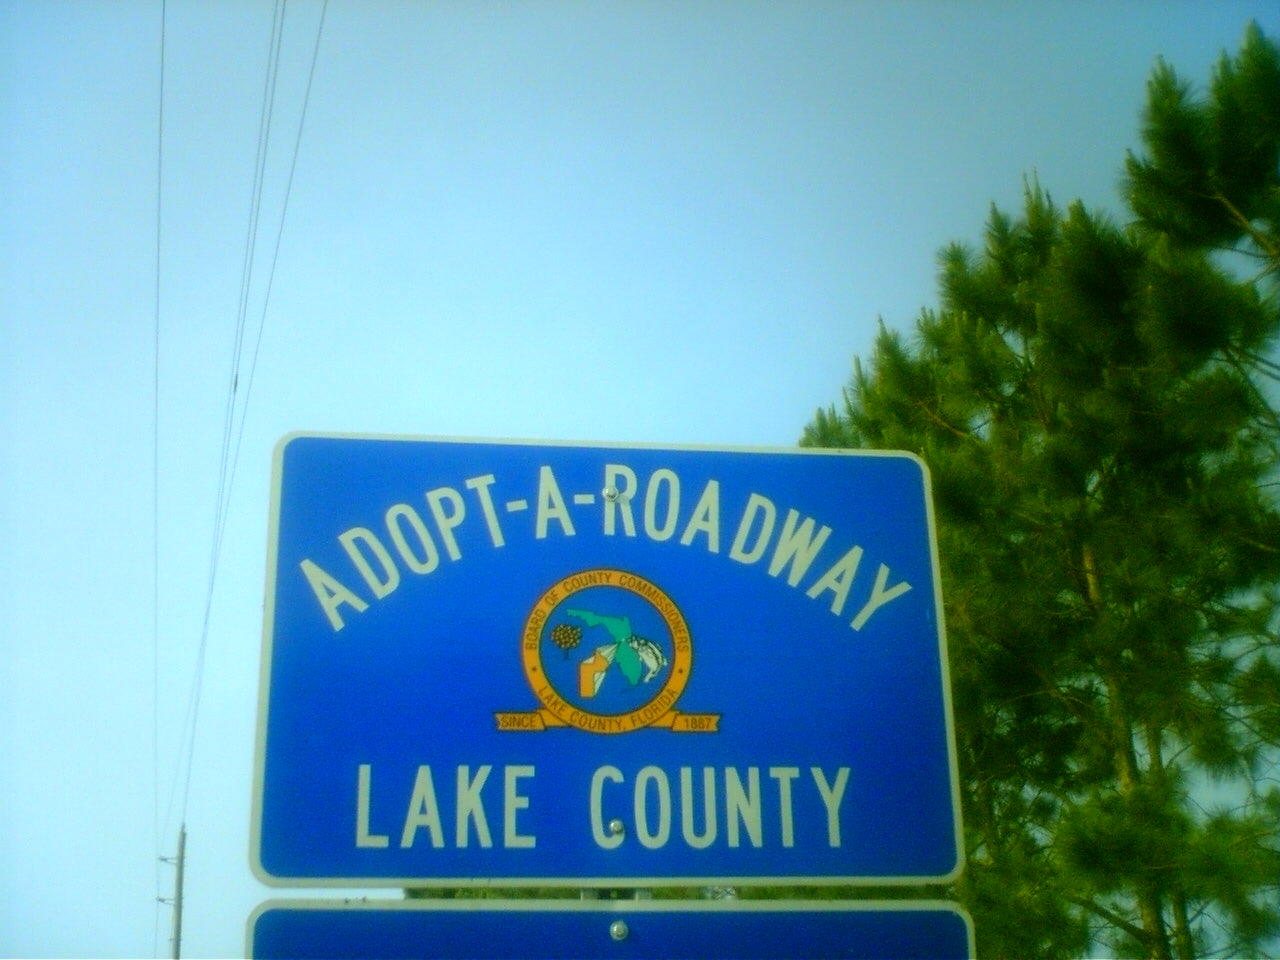 ADOPT-A-ROADWAY
BOARD OF COUNTY COMMISSIONERS
LAKE COUNTY, FLORIDA
SINCE 1887
LAKE COUNTY